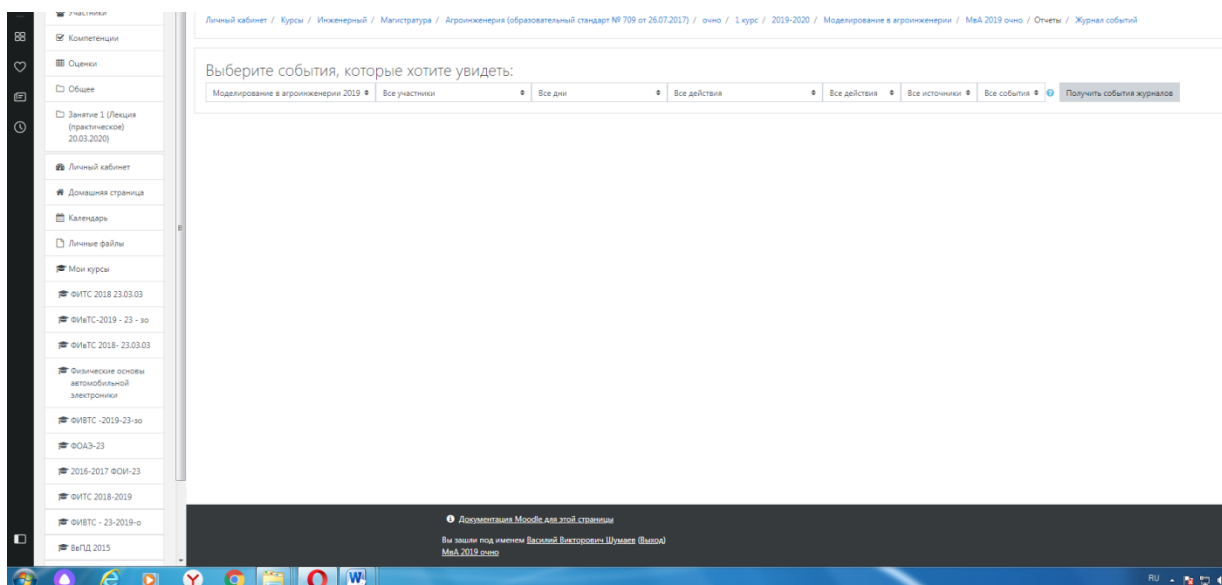 Участники
Компетенции
Оценки
Общее
Занятие 1 (Лекция
(практическое)
20.03.2020)
Личный кабинет
Домашняя страница
Календарь
Личные файлы
Мои курсы
ФИТС 2018 23.03.03
ФИвТС-2019 - 23 - зо
ФИвТС 2018- 23.03.03
Физические основы
автомобильной
электроники
ФИВТС -2019-23-зо
ФОАЭ-23
2016-2017 ФОИ-23
ФИТС 2018-2019
ФИВТС - 23-2019-о
ВвПД 2015
Личный кабинет / Курсы / Инженерный / Магистратура / Агроинженерия (образовательный стандарт № 709 от 26.07.2017) / очно / 1 курс / 2019-2020 / Моделирование в агроинженерии / МвА 2019 очно / Отчеты / Журнал событий
Выберите события, которые хотите увидеть:
Моделирование в агроинженерии 2019 Все участники Все дни Все действия Все действия Все источники Все события Получить события журналов
Документация Moodle для этой страницы
Вы зашли под именем Василий Викторович Шумаев (Выход)
МвА 2019 очно
RU